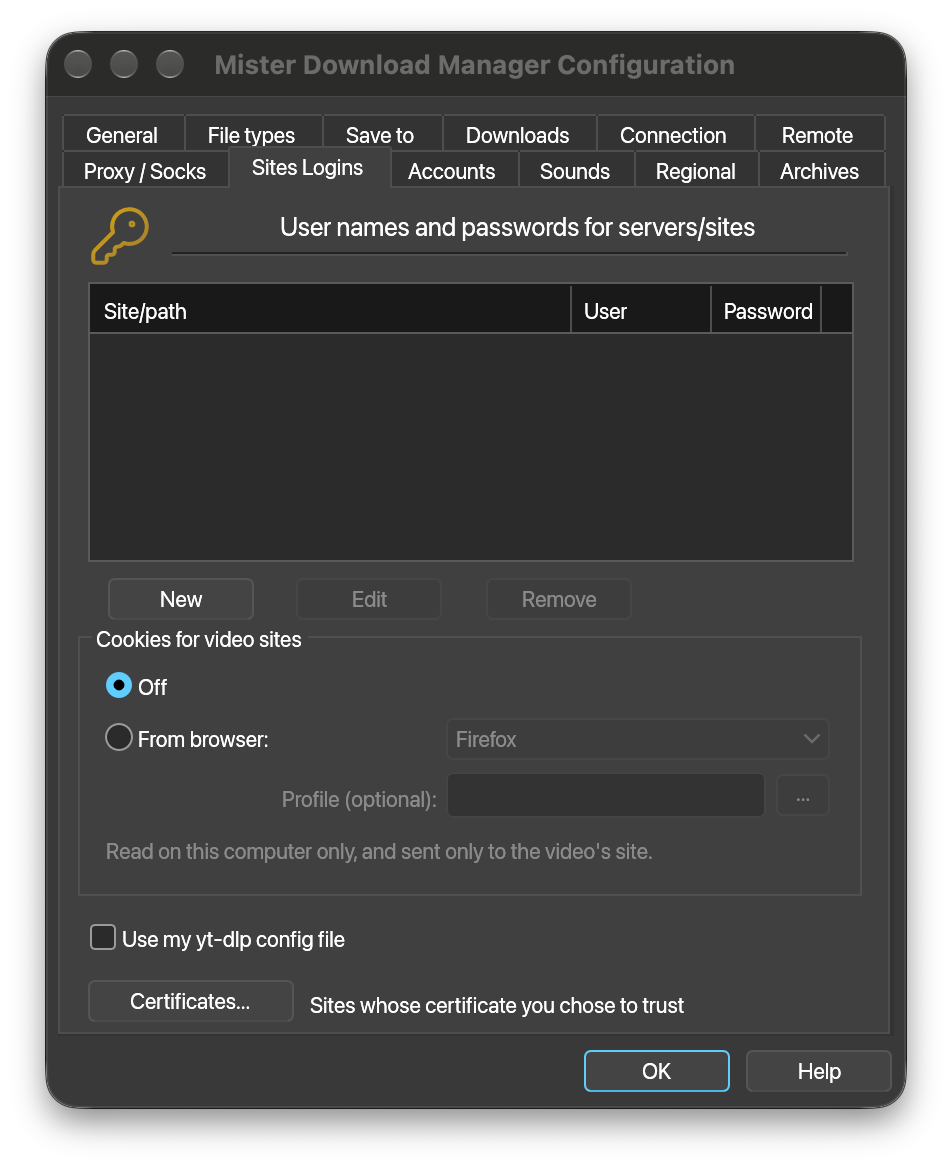 Mister Download Manager Configuration
General File types Save to Downloads Connection Remote
Proxy / Socks Sites Logins Accounts Sounds Regional Archives
User names and passwords for servers/sites
Site/path User Password
New Edit Remove
Cookies for video sites
Off
From browser: Firefox
Profile (optional): ...
Read on this computer only, and sent only to the video's site.
Use my yt-dlp config file
Certificates... Sites whose certificate you chose to trust
OK Help